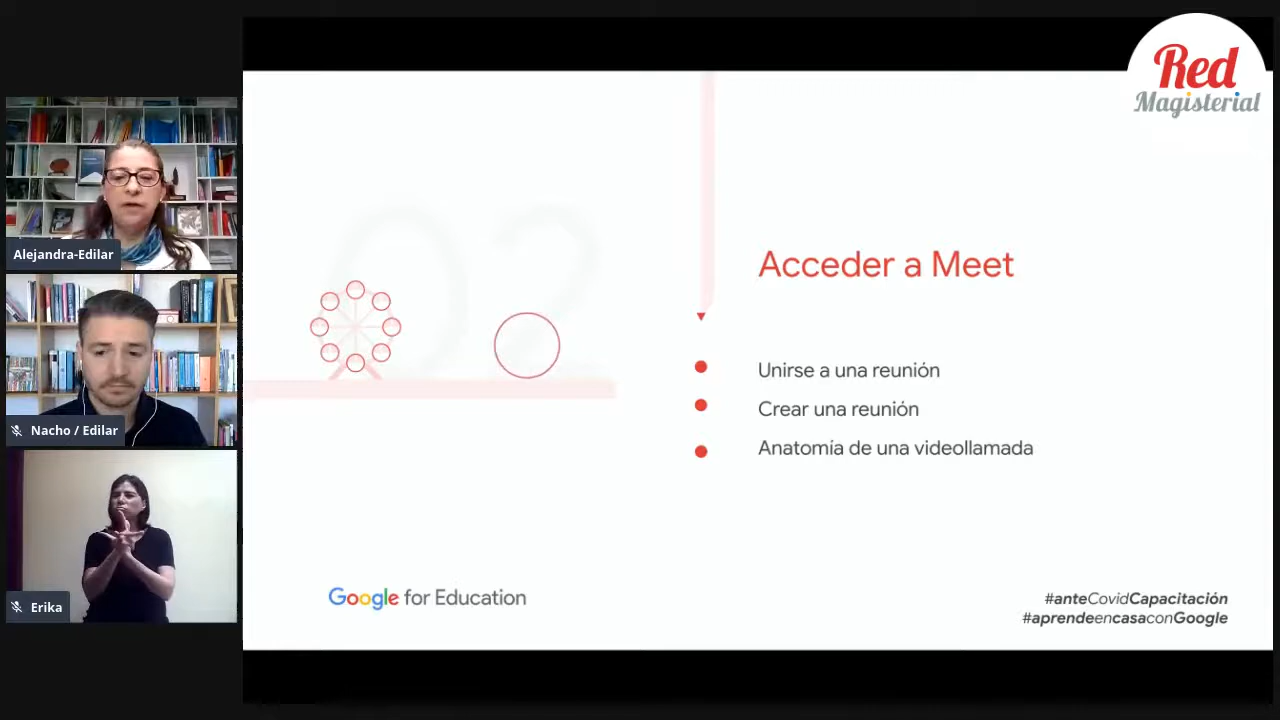 Red
Magisterial
Alejandra-Edilar
Nacho / Edilar
Erika
02
Acceder a Meet
Unirse a una reunión
Crear una reunión
Anatomía de una videollamada
Google for Education
#anteCovidCapacitación
#aprendeencasaconGoogle